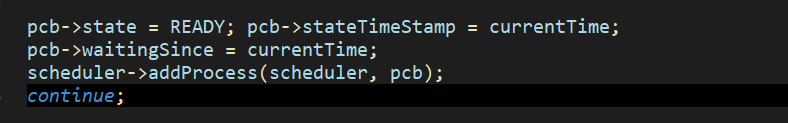 pcb->state = READY; pcb->stateTimeStamp = currentTime;
pcb->waitingSince = currentTime;
scheduler->addProcess(scheduler, pcb);
continue;